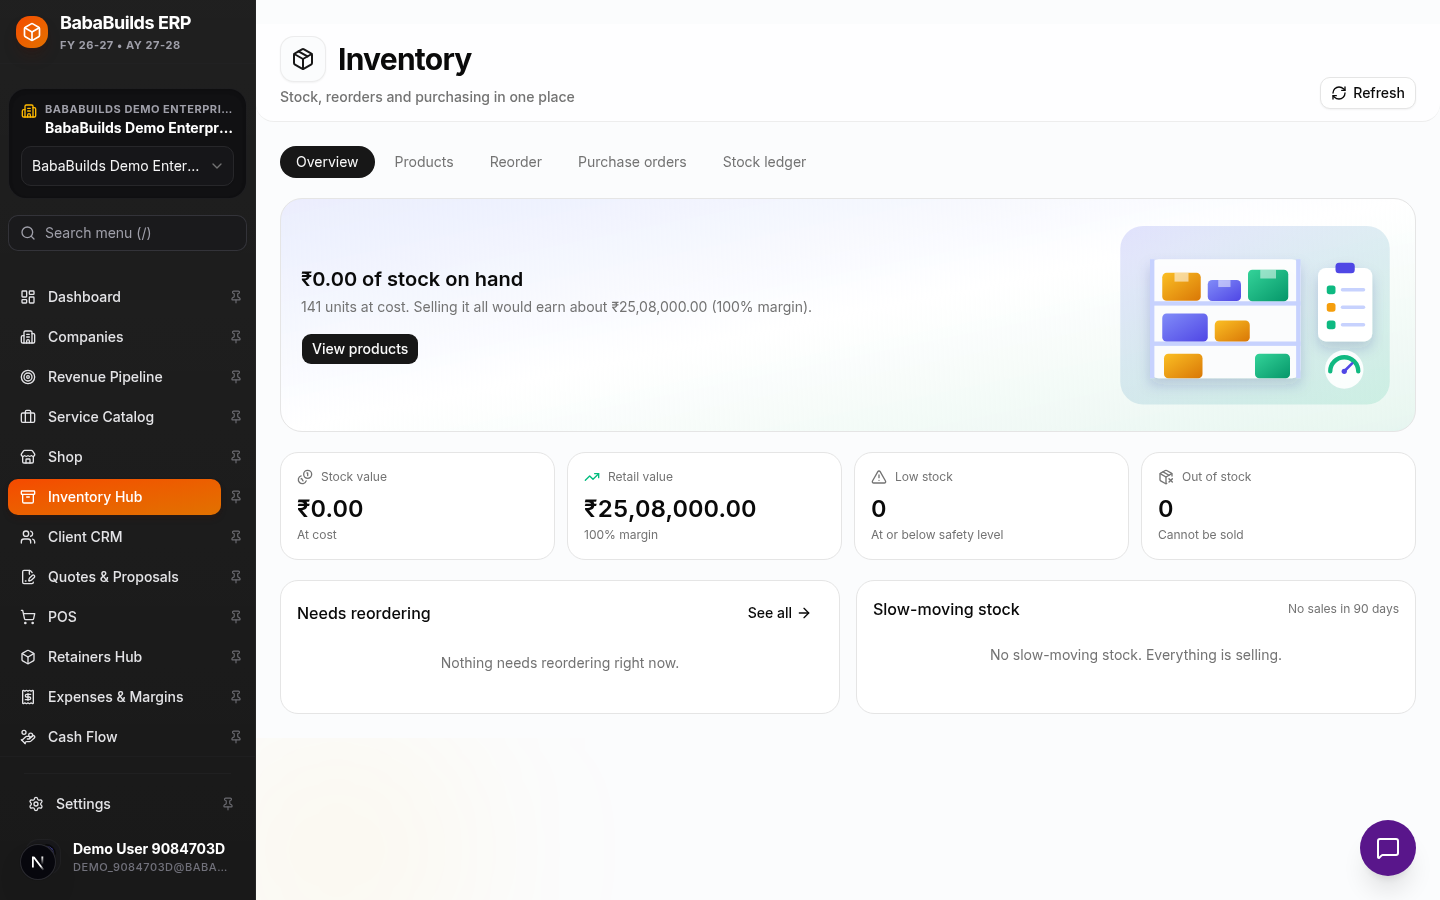 BabaBuilds ERP
FY 26-27 • AY 27-28
BABABUILDS DEMO ENTERPRI...
BabaBuilds Demo Enterpr...
BabaBuilds Demo Enter...
Search menu (/)
Dashboard
Companies
Revenue Pipeline
Service Catalog
Shop
Inventory Hub
Client CRM
Quotes & Proposals
POS
Retainers Hub
Expenses & Margins
Cash Flow
Settings
N
Demo User 9084703D
DEMO_9084703D@BABA...
Inventory
Stock, reorders and purchasing in one place
Refresh
Overview
Products
Reorder
Purchase orders
Stock ledger
₹0.00 of stock on hand
141 units at cost. Selling it all would earn about ₹25,08,000.00 (100% margin).
View products
Stock value
₹0.00
At cost
Retail value
₹25,08,000.00
100% margin
Low stock
0
At or below safety level
Out of stock
0
Cannot be sold
Needs reordering
See all
Nothing needs reordering right now.
Slow-moving stock
No sales in 90 days
No slow-moving stock. Everything is selling.